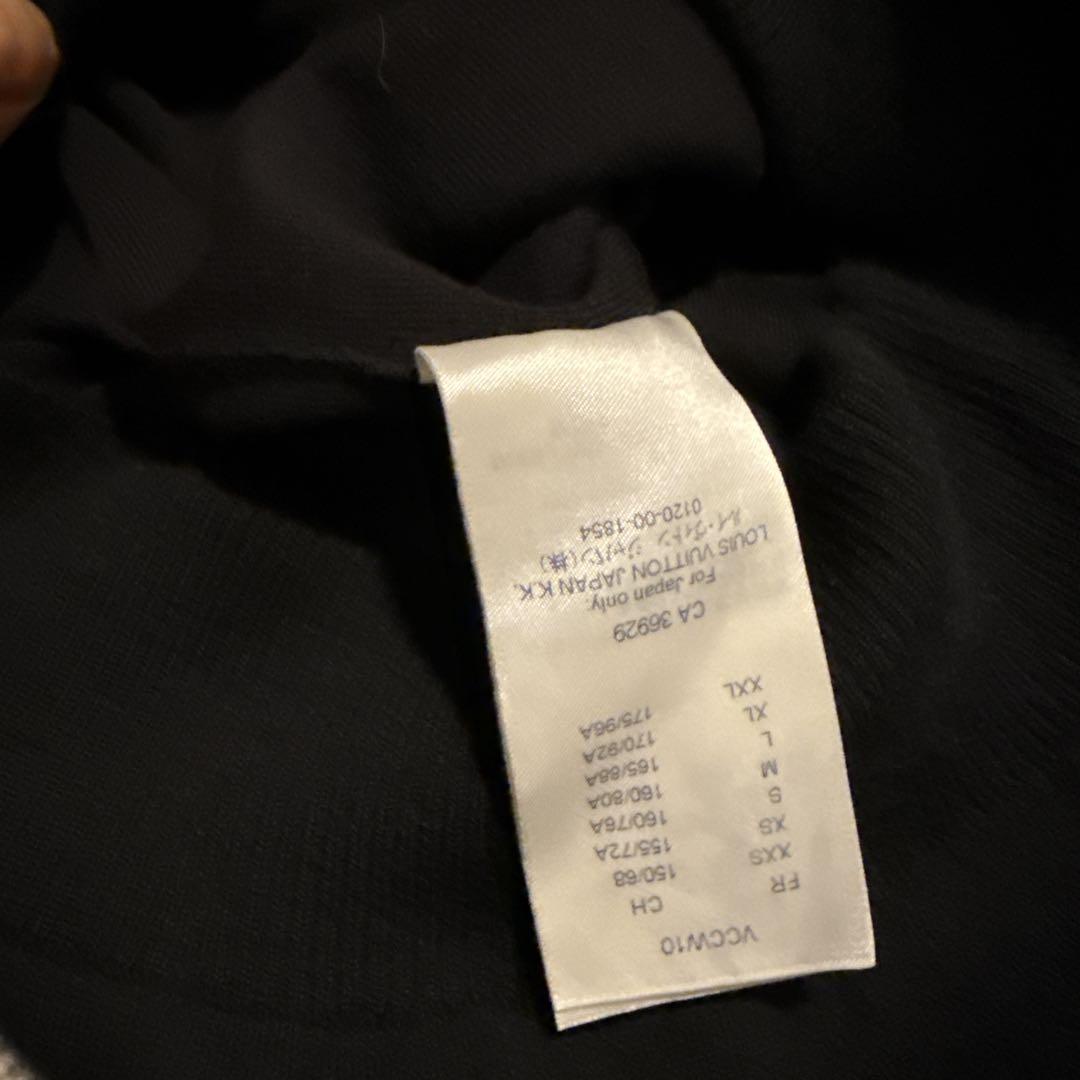 VCCW10
FR CH
XXS 150/68
XS 155/72A
S 160/76A
M 160/80A
L 165/88A
XL 170/92A
XXL 175/96A
CA 36929
For Japan only.
LOUIS VUITTON JAPAN K.K.
ルイ・ヴィトン ジャパン(株)
0120-00-1854